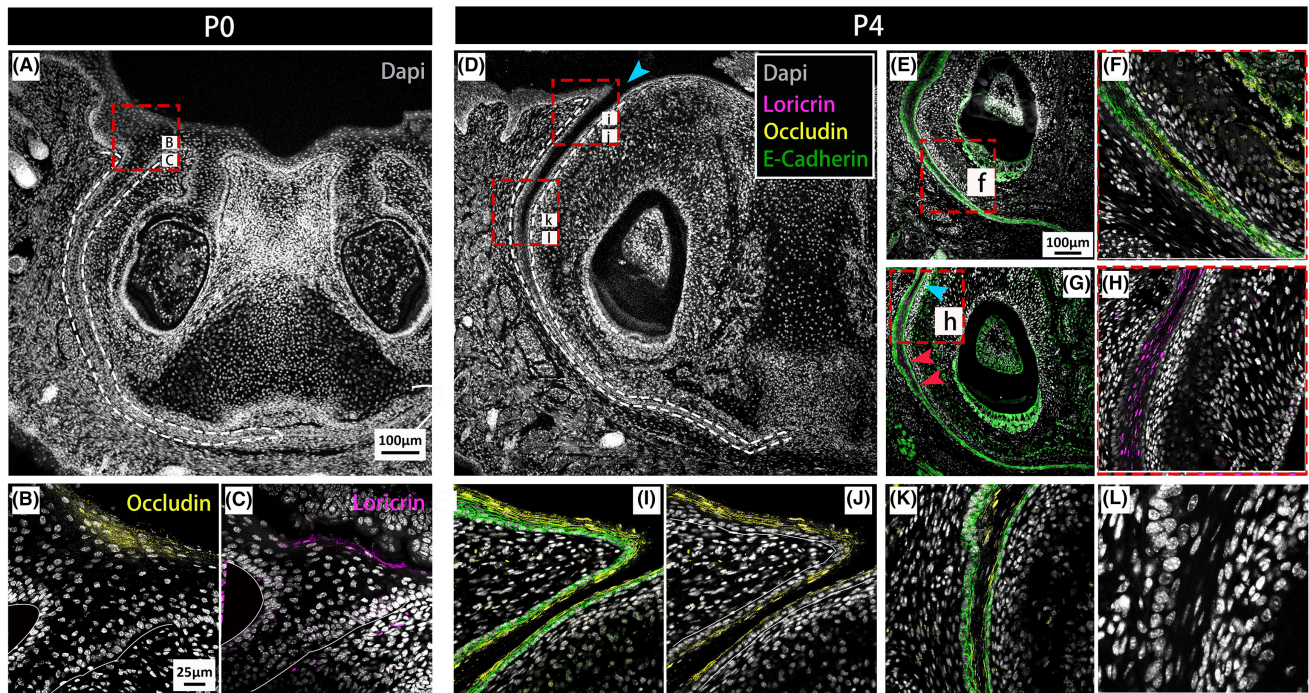 P0
P4
(A)
Dapi
B
C
100μm
(D)
i
j
k
l
Dapi
Loricrin
Occludin
E-Cadherin
(E)
f
100μm
(F)
(G)
h
(H)
(B)
Occludin
25μm
(C)
Loricrin
(I)
(J)
(K)
(L)